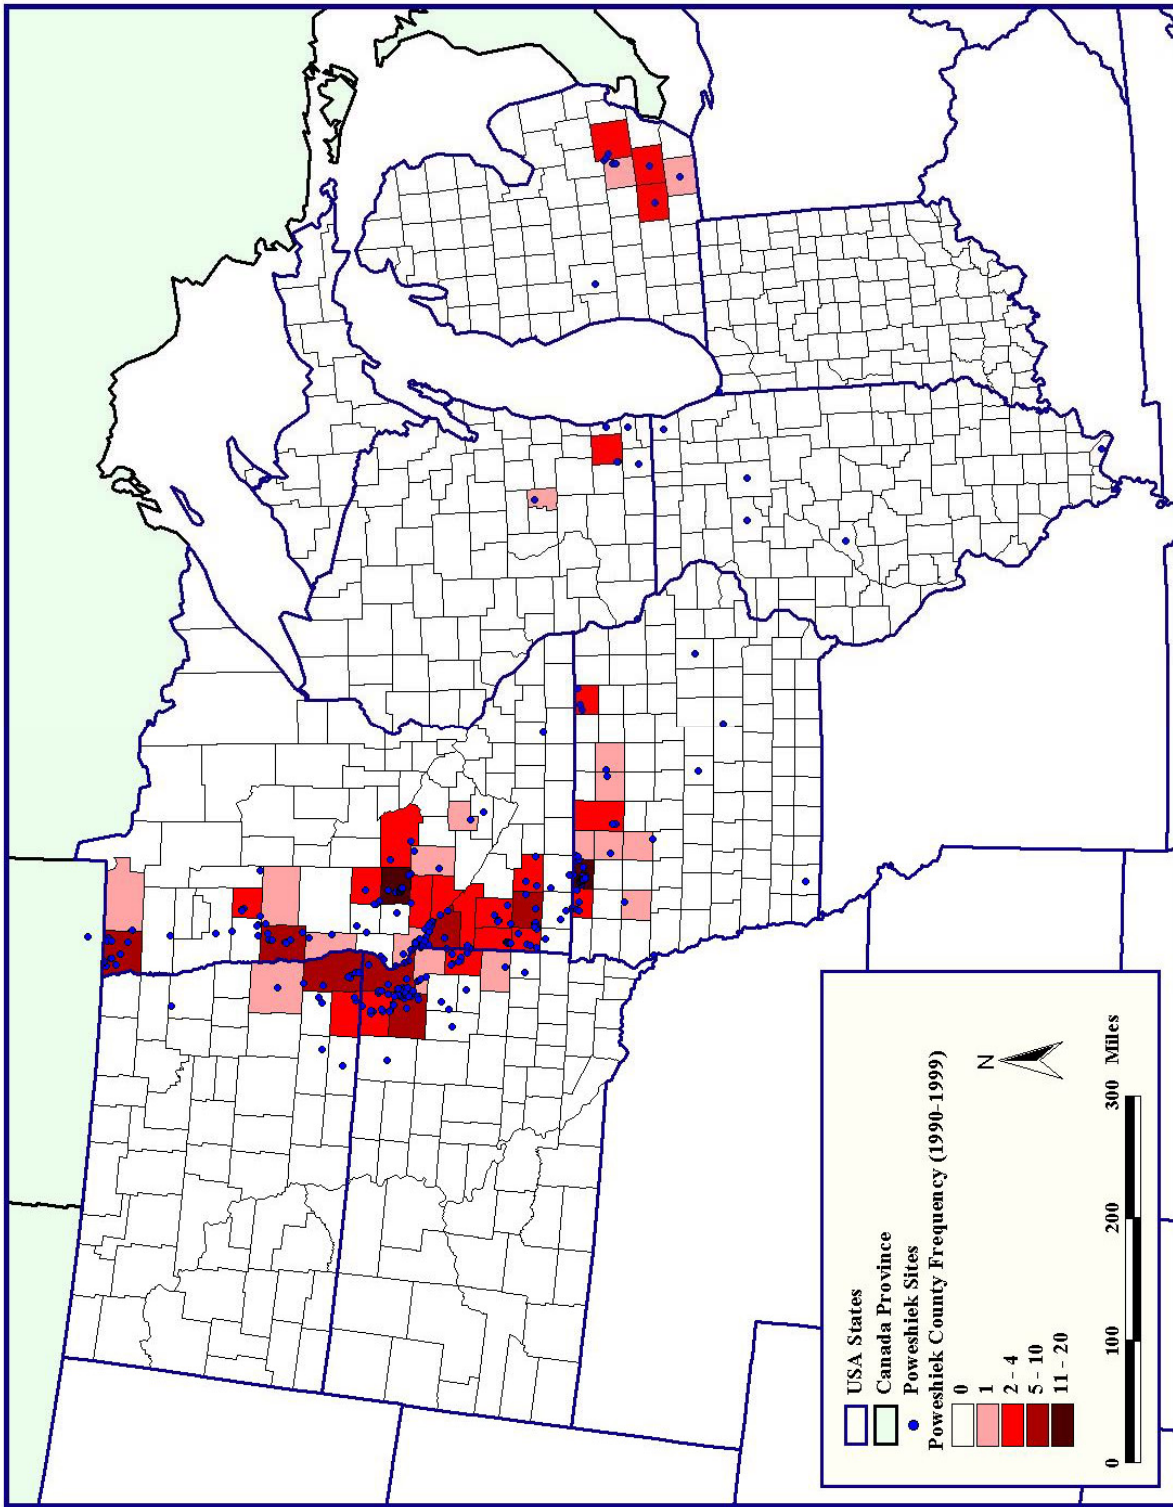 USA States
Canada Province
Poweshiek Sites
Poweshiek County Frequency (1990-1999)
0
1
2 - 4
5 - 10
11 - 20
N
0 100 200 300 Miles